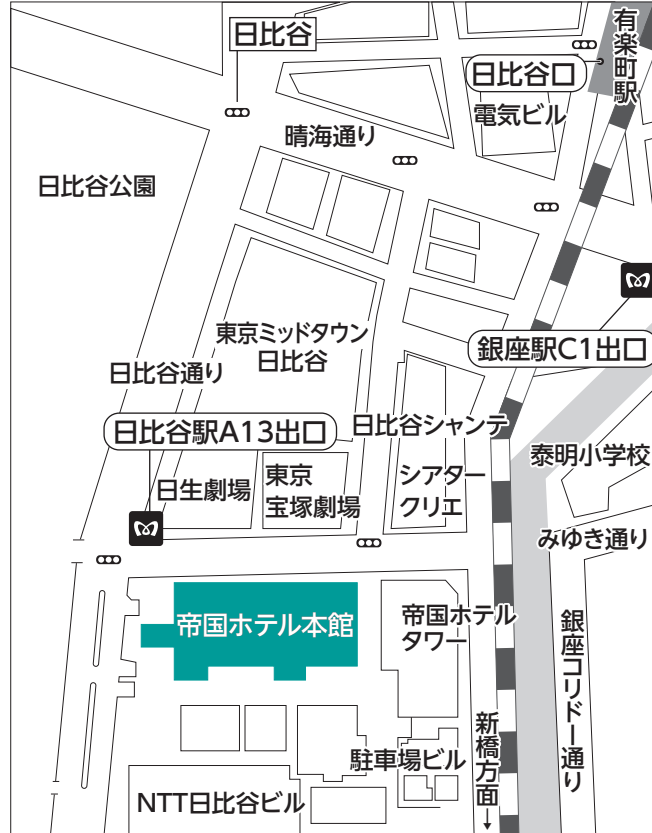 日比谷
有楽町駅
日比谷口
電気ビル
晴海通り
日比谷公園
銀座駅C1出口
東京ミッドタウン
日比谷
日比谷通り
日比谷駅A13出口
日比谷シャンテ
泰明小学校
日生劇場
東京
宝塚劇場
シアター
クリエ
みゆき通り
帝国ホテル本館
帝国ホテル
タワー
銀座コリドー通り
新橋方面
↓
駐車場ビル
NTT日比谷ビル